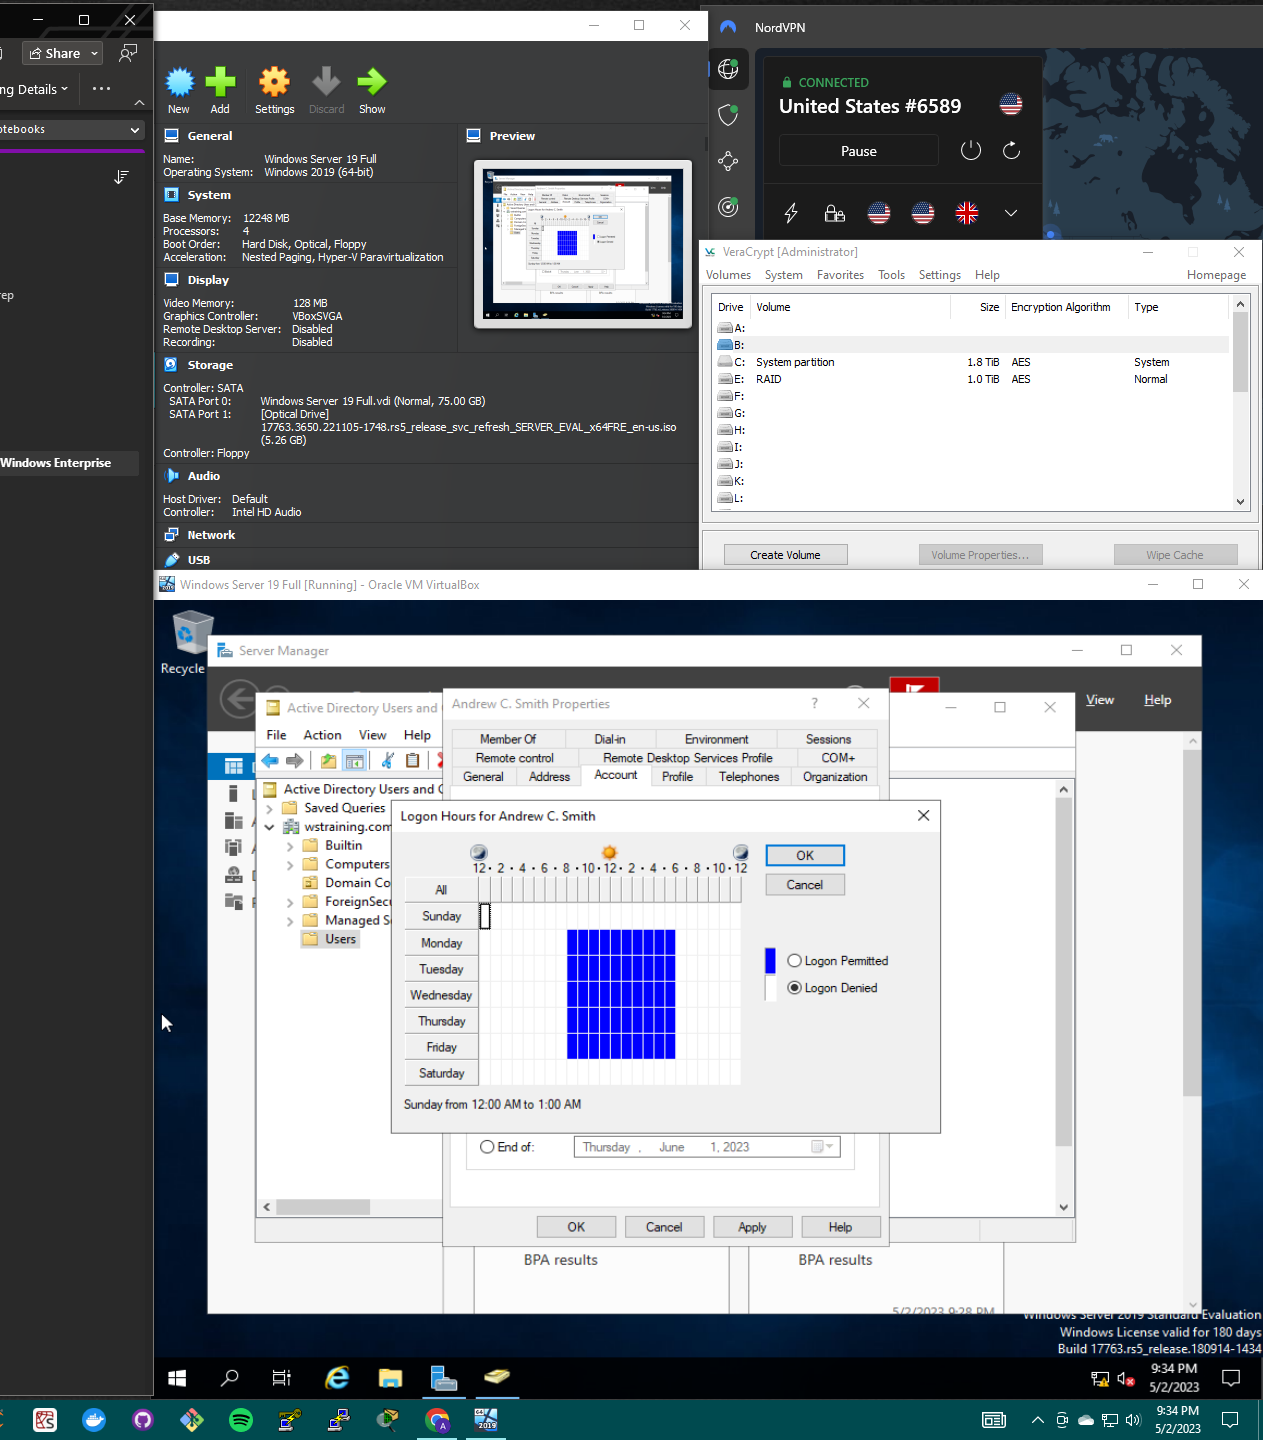 Share
ng Details
otebooks
rep
Windows Enterprise
New
Add
Settings
Discard
Show
General
Name: Windows Server 19 Full
Operating System: Windows 2019 (64-bit)
System
Base Memory: 12248 MB
Processors: 4
Boot Order: Hard Disk, Optical, Floppy
Acceleration: Nested Paging, Hyper-V Paravirtualization
Display
Video Memory: 128 MB
Graphics Controller: VBoxSVGA
Remote Desktop Server: Disabled
Recording: Disabled
Storage
Controller: SATA
SATA Port 0: Windows Server 19 Full.vdi (Normal, 75.00 GB)
SATA Port 1: [Optical Drive]
17763.3650.221105-1748.rs5_release_svc_refresh_SERVER_EVAL_x64FRE_en-us.iso
(5.26 GB)
Controller: Floppy
Audio
Host Driver: Default
Controller: Intel HD Audio
Network
USB
Preview
NordVPN
CONNECTED
United States #6589
Pause
VeraCrypt [Administrator]
Volumes System Favorites Tools Settings Help Homepage
Drive Volume Size Encryption Algorithm Type
A:
B:
C: System partition 1.8 TiB AES System
E: RAID 1.0 TiB AES Normal
F:
G:
H:
I:
J:
K:
L:
Create Volume
Volume Properties...
Wipe Cache
Windows Server 19 Full [Running] - Oracle VM VirtualBox
Recycle
Server Manager
View
Help
Active Directory Users and
File Action View Help
Active Directory Users and C
Saved Queries
wstraining.com
Builtin
Computers
Domain Co
ForeignSec
Managed S
Users
Andrew C. Smith Properties
?
Member Of Dial-in Environment Sessions
Remote control Remote Desktop Services Profile COM+
General Address Account Profile Telephones Organization
Logon Hours for Andrew C. Smith
12 · 2 · 4 · 6 · 8 · 10 · 12 · 2 · 4 · 6 · 8 · 10 · 12
All
Sunday
Monday
Tuesday
Wednesday
Thursday
Friday
Saturday
OK
Cancel
Logon Permitted
Logon Denied
Sunday from 12:00 AM to 1:00 AM
End of: Thursday , June 1, 2023
OK
Cancel
Apply
Help
BPA results
BPA results
5/2/2023 9:28 PM
Windows Server 2019 Standard Evaluation
Windows License valid for 180 days
Build 17763.rs5_release.180914-1434
9:34 PM
5/2/2023
9:34 PM
5/2/2023